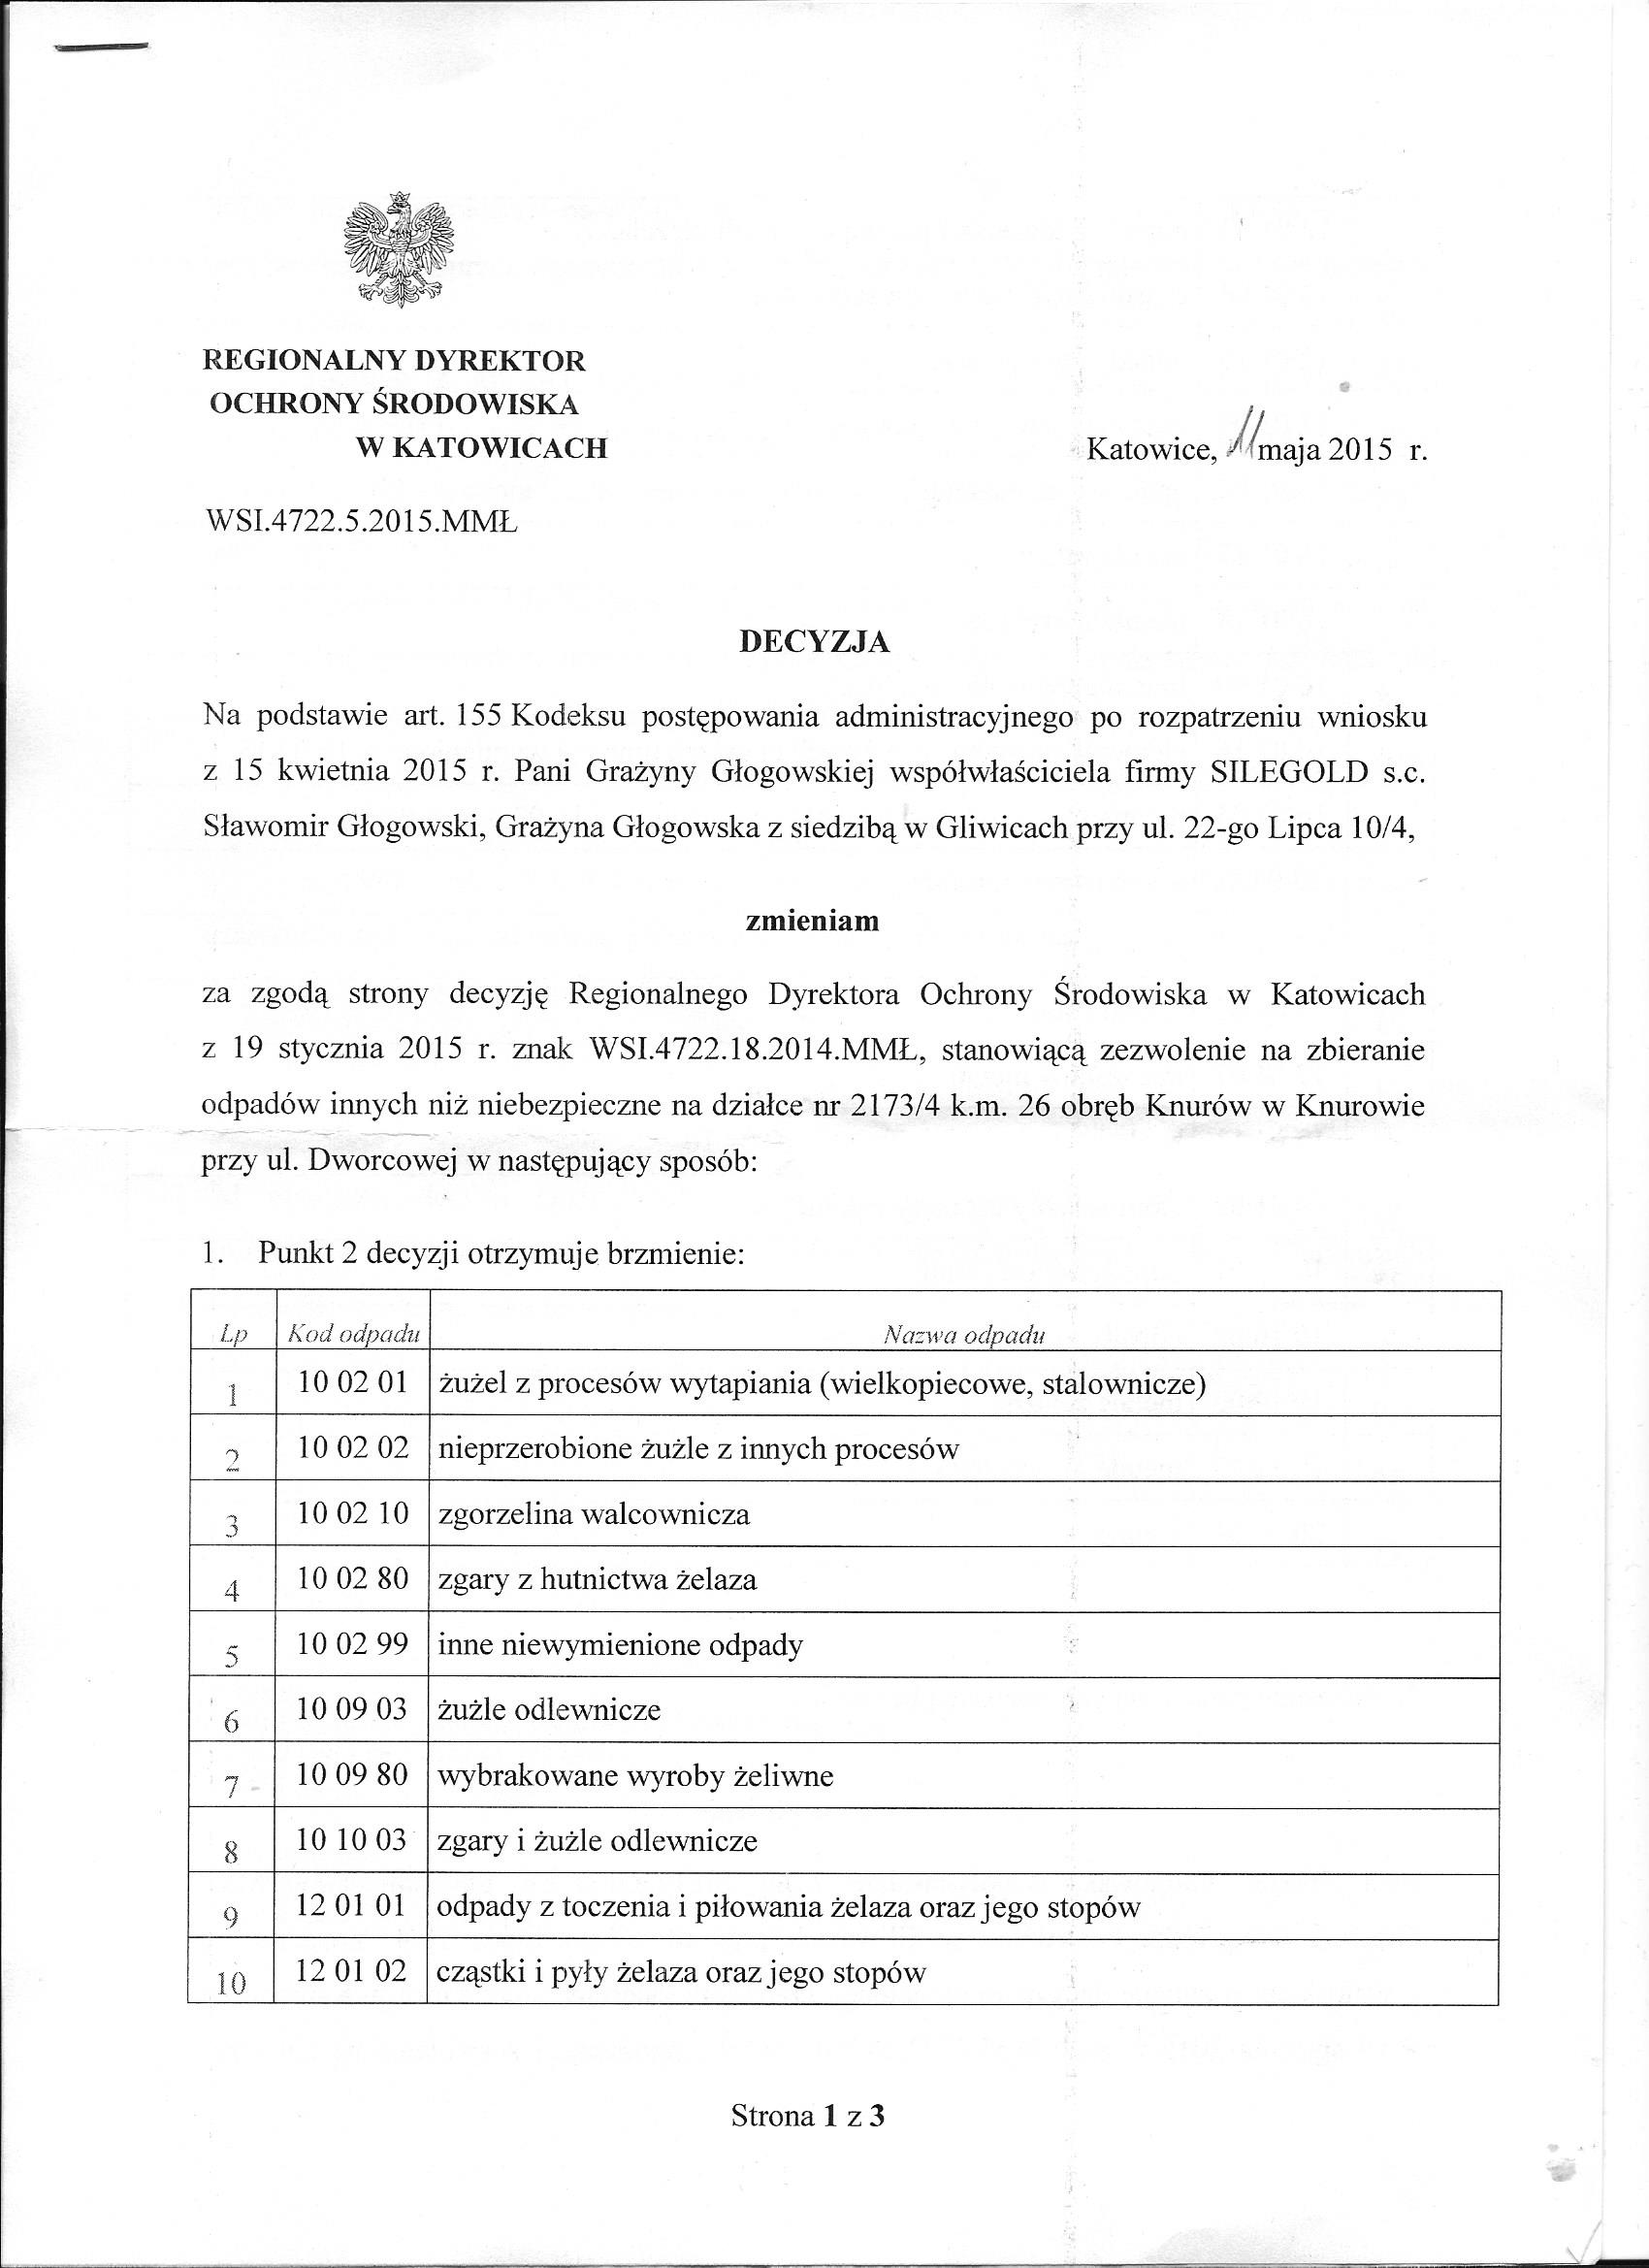 REGIONALNY DYREKTOR
OCHRONY ŚRODOWISKA
W KATOWICACH
Katowice, 11 maja 2015 r.
WSI.4722.5.2015.MMŁ
DECYZJA
Na podstawie art. 155 Kodeksu postępowania administracyjnego po rozpatrzeniu wniosku
z 15 kwietnia 2015 r. Pani Grażyny Głogowskiej współwłaściciela firmy SILEGOLD s.c.
Sławomir Głogowski, Grażyna Głogowska z siedzibą w Gliwicach przy ul. 22-go Lipca 10/4,
zmieniam
za zgodą strony decyzję Regionalnego Dyrektora Ochrony Środowiska w Katowicach
z 19 stycznia 2015 r. znak WSI.4722.18.2014.MMŁ, stanowiącą zezwolenie na zbieranie
odpadów innych niż niebezpieczne na działce nr 2173/4 k.m. 26 obręb Knurów w Knurowie
przy ul. Dworcowej w następujący sposób:
1. Punkt 2 decyzji otrzymuje brzmienie:
Lp Kod odpadu Nazwa odpadu
1 10 02 01 żużel z procesów wytapiania (wielkopiecowe, stalownicze)
2 10 02 02 nieprzerobione żużle z innych procesów
3 10 02 10 zgorzelina walcownicza
4 10 02 80 zgary z hutnictwa żelaza
5 10 02 99 inne niewymienione odpady
6 10 09 03 żużle odlewnicze
7 10 09 80 wybrakowane wyroby żeliwne
8 10 10 03 zgary i żużle odlewnicze
9 12 01 01 odpady z toczenia i piłowania żelaza oraz jego stopów
10 12 01 02 cząstki i pyły żelaza oraz jego stopów
Strona 1 z 3